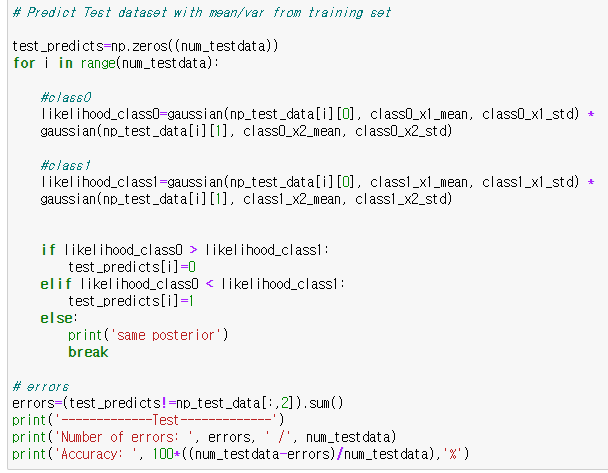 # Predict Test dataset with mean/var from training set
test_predicts=np.zeros((num_testdata))
for i in range(num_testdata):
#class0
likelihood_class0=gaussian(np_test_data[i][0], class0_x1_mean, class0_x1_std) *
gaussian(np_test_data[i][1], class0_x2_mean, class0_x2_std)
#class1
likelihood_class1=gaussian(np_test_data[i][0], class1_x1_mean, class1_x1_std) *
gaussian(np_test_data[i][1], class1_x2_mean, class1_x2_std)
if likelihood_class0 > likelihood_class1:
test_predicts[i]=0
elif likelihood_class0 < likelihood_class1:
test_predicts[i]=1
else:
print('same posterior')
break
# errors
errors=(test_predicts!=np_test_data[:,2]).sum()
print('-------------Test-------------')
print('Number of errors: ', errors, ' /', num_testdata)
print('Accuracy: ', 100*((num_testdata-errors)/num_testdata),'%')